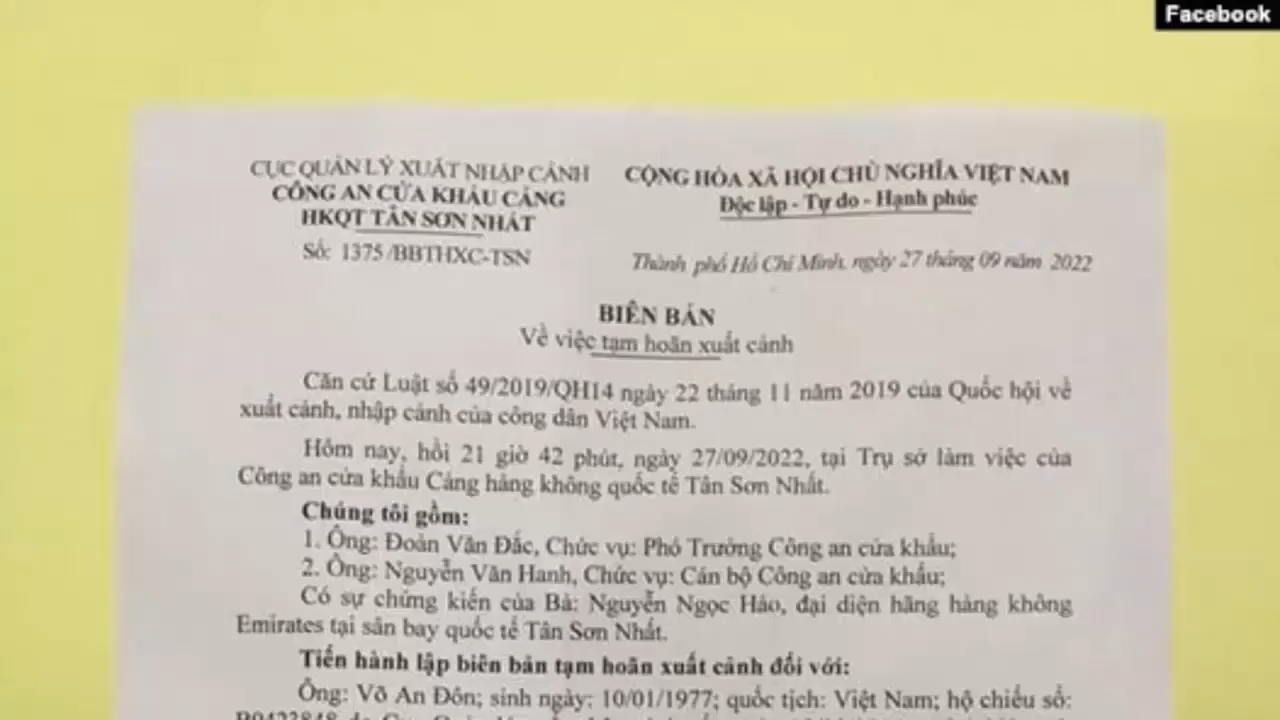 Facebook
CỤC QUẢN LÝ XUẤT NHẬP CẢNH
CÔNG AN CỬA KHẨU CẢNG
HKQT TÂN SƠN NHẤT
Số: 1375 /BBTHXC-TSN
CỘNG HÒA XÃ HỘI CHỦ NGHĨA VIỆT NAM
Độc lập - Tự do - Hạnh phúc
Thành phố Hồ Chí Minh, ngày 27 tháng 09 năm 2022
BIÊN BẢN
Về việc tạm hoãn xuất cảnh
Căn cứ Luật số 49/2019/QH14 ngày 22 tháng 11 năm 2019 của Quốc hội về
xuất cảnh, nhập cảnh của công dân Việt Nam.
Hôm nay, hồi 21 giờ 42 phút, ngày 27/09/2022, tại Trụ sở làm việc của
Công an cửa khẩu Cảng hàng không quốc tế Tân Sơn Nhất.
Chúng tôi gồm:
1. Ông: Đoàn Văn Đắc, Chức vụ: Phó Trưởng Công an cửa khẩu;
2. Ông: Nguyễn Văn Hanh, Chức vụ: Cán bộ Công an cửa khẩu;
Có sự chứng kiến của Bà: Nguyễn Ngọc Hảo, đại diện hãng hàng không
Emirates tại sân bay quốc tế Tân Sơn Nhất.
Tiến hành lập biên bản tạm hoãn xuất cảnh đối với:
Ông: Võ An Đôn; sinh ngày: 10/01/1977; quốc tịch: Việt Nam; hộ chiếu số: